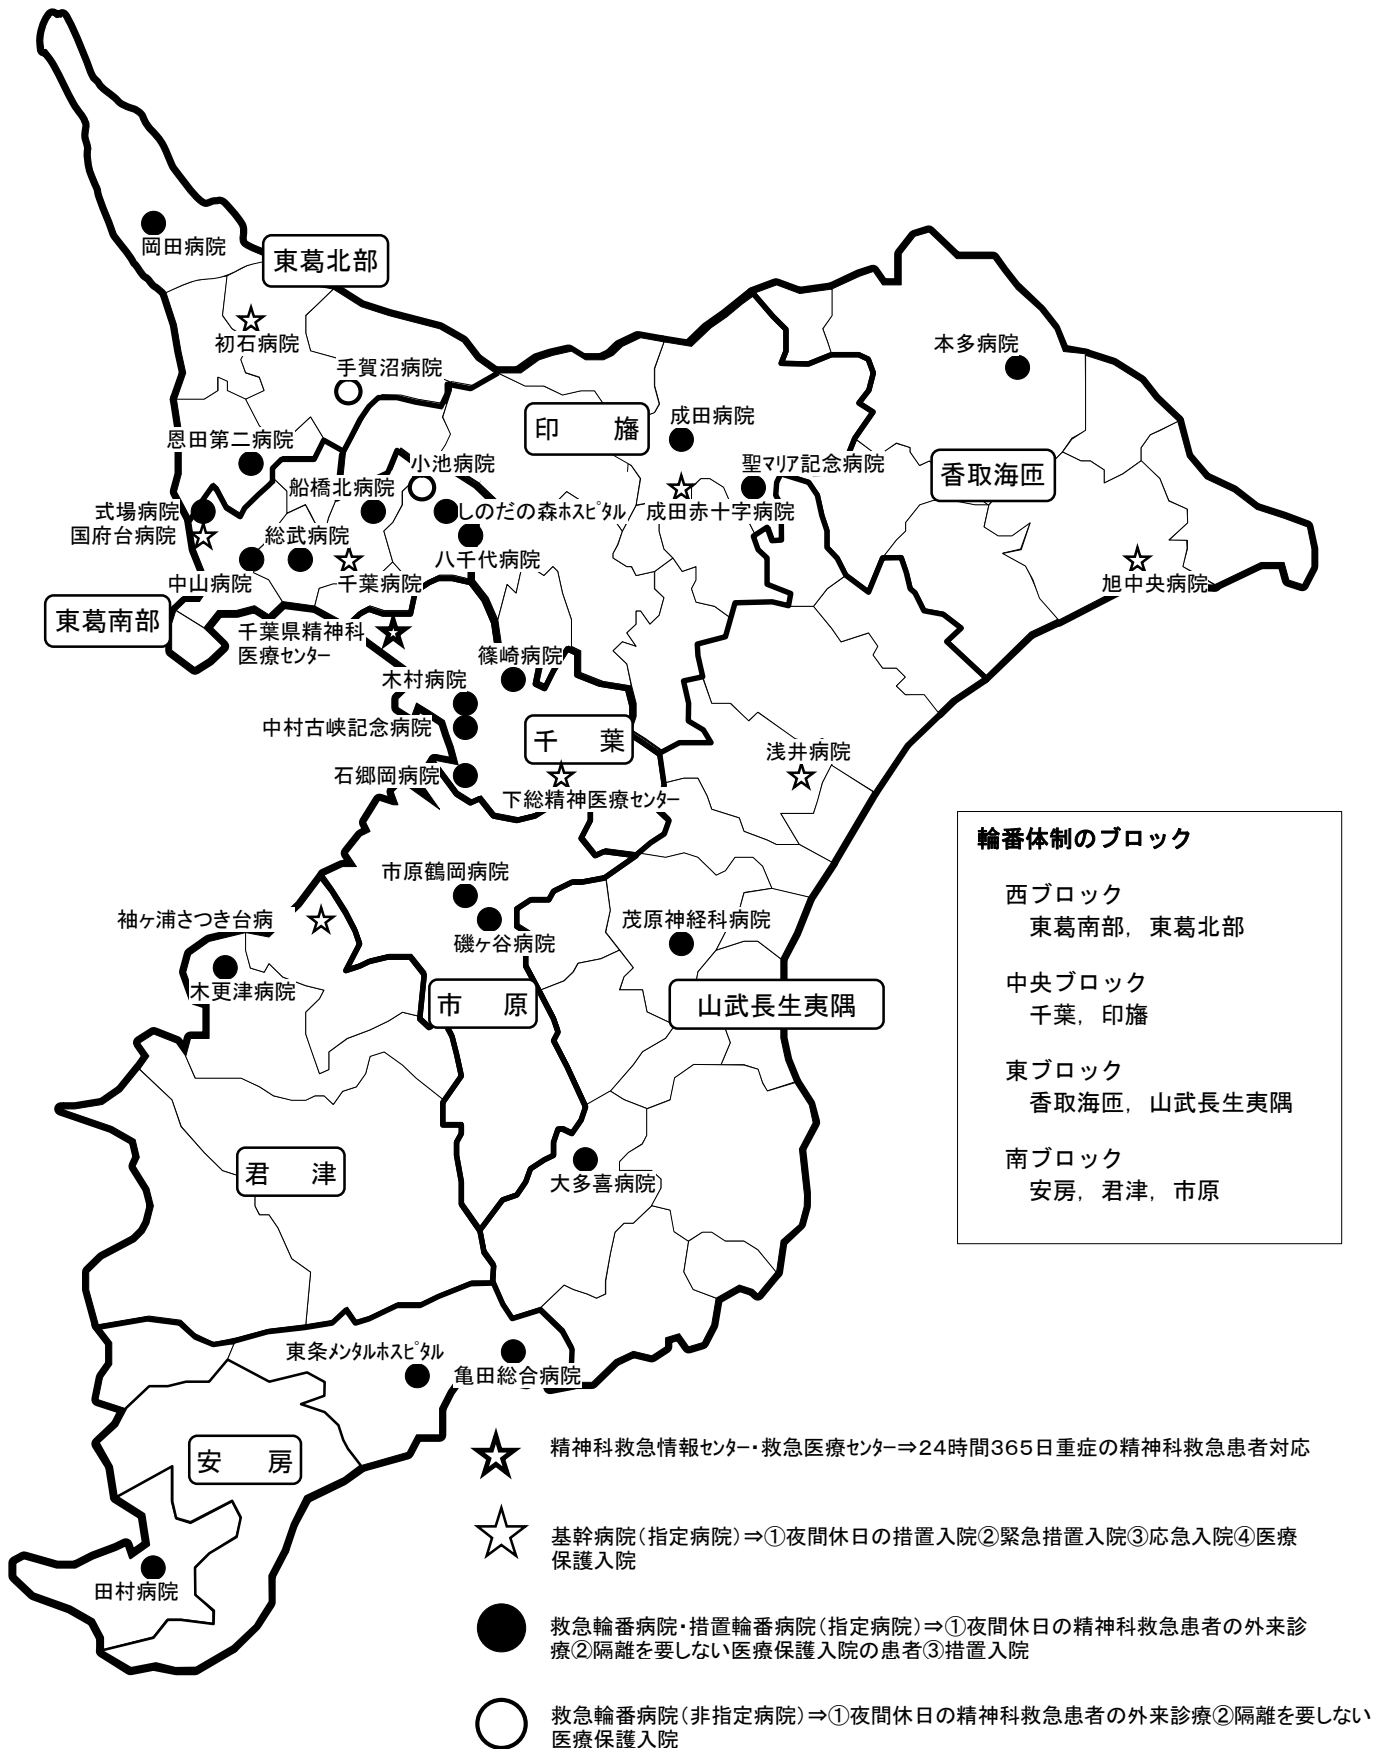 岡田病院
東葛北部
初石病院
手賀沼病院
本多病院
恩田第二病院
印　旛
成田病院
小池病院
聖マリア記念病院
香取海匝
船橋北病院
式場病院
しのだの森ホスピタル
成田赤十字病院
国府台病院
総武病院
八千代病院
中山病院
千葉病院
旭中央病院
東葛南部
千葉県精神科
医療センター
篠崎病院
木村病院
中村古峡記念病院
千　葉
浅井病院
石郷岡病院
下総精神医療センター
輪番体制のブロック
西ブロック
東葛南部，東葛北部
中央ブロック
千葉，印旛
東ブロック
香取海匝，山武長生夷隅
南ブロック
安房，君津，市原
市原鶴岡病院
袖ヶ浦さつき台病
磯ヶ谷病院
茂原神経科病院
木更津病院
市　原
山武長生夷隅
君　津
大多喜病院
東条メンタルホスピタル
亀田総合病院
安　房
田村病院
精神科救急情報センター・救急医療センター⇒24時間365日重症の精神科救急患者対応
基幹病院（指定病院）⇒①夜間休日の措置入院②緊急措置入院③応急入院④医療
保護入院
救急輪番病院・措置輪番病院（指定病院）⇒①夜間休日の精神科救急患者の外来診
療②隔離を要しない医療保護入院の患者③措置入院
救急輪番病院（非指定病院）⇒①夜間休日の精神科救急患者の外来診療②隔離を要しない
医療保護入院